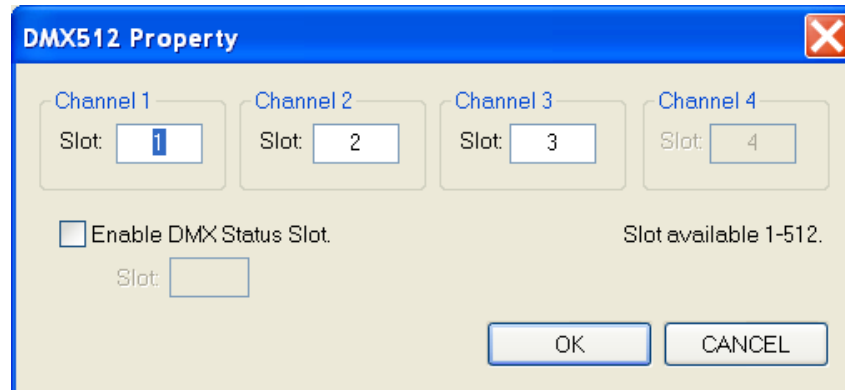 DMX512 Property
Channel 1 Channel 2 Channel 3 Channel 4
Slot: 1 Slot: 2 Slot: 3 Slot: 4
Enable DMX Status Slot. Slot available 1-512.
Slot:
OK CANCEL